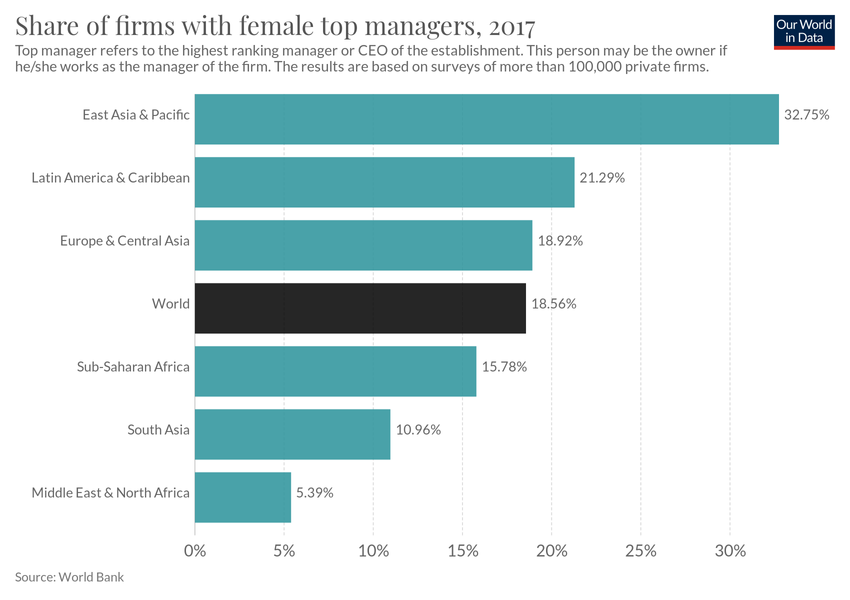 Share of firms with female top managers, 2017
Our World
in Data
Top manager refers to the highest ranking manager or CEO of the establishment. This person may be the owner if
he/she works as the manager of the firm. The results are based on surveys of more than 100,000 private firms.
East Asia & Pacific 32.75%
Latin America & Caribbean 21.29%
Europe & Central Asia 18.92%
World 18.56%
Sub-Saharan Africa 15.78%
South Asia 10.96%
Middle East & North Africa 5.39%
0% 5% 10% 15% 20% 25% 30%
Source: World Bank